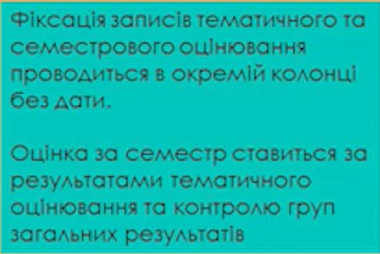 Фіксація записів тематичного та
семестрового оцінювання
проводиться в окремій колонці
без дати.
Оцінка за семестр ставиться за
результатами тематичного
оцінювання та контролю груп
загальних результатів